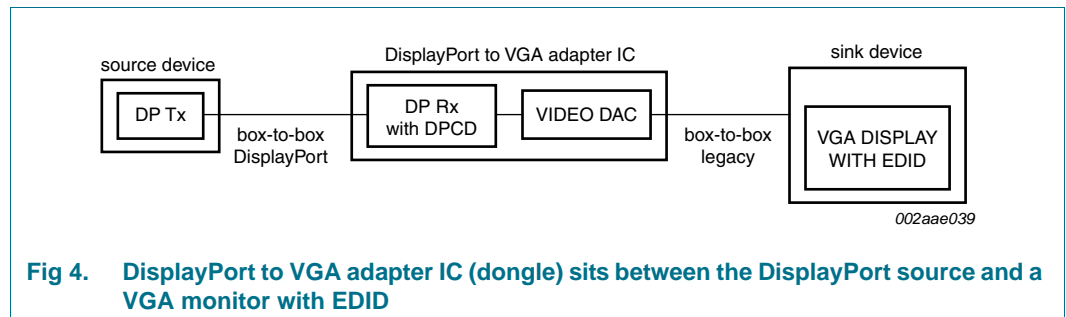 source device
DP Tx
box-to-box
DisplayPort
DisplayPort to VGA adapter IC
DP Rx
with DPCD
VIDEO DAC
box-to-box
legacy
sink device
VGA DISPLAY
WITH EDID
002aae039
Fig 4. DisplayPort to VGA adapter IC (dongle) sits between the DisplayPort source and a
VGA monitor with EDID